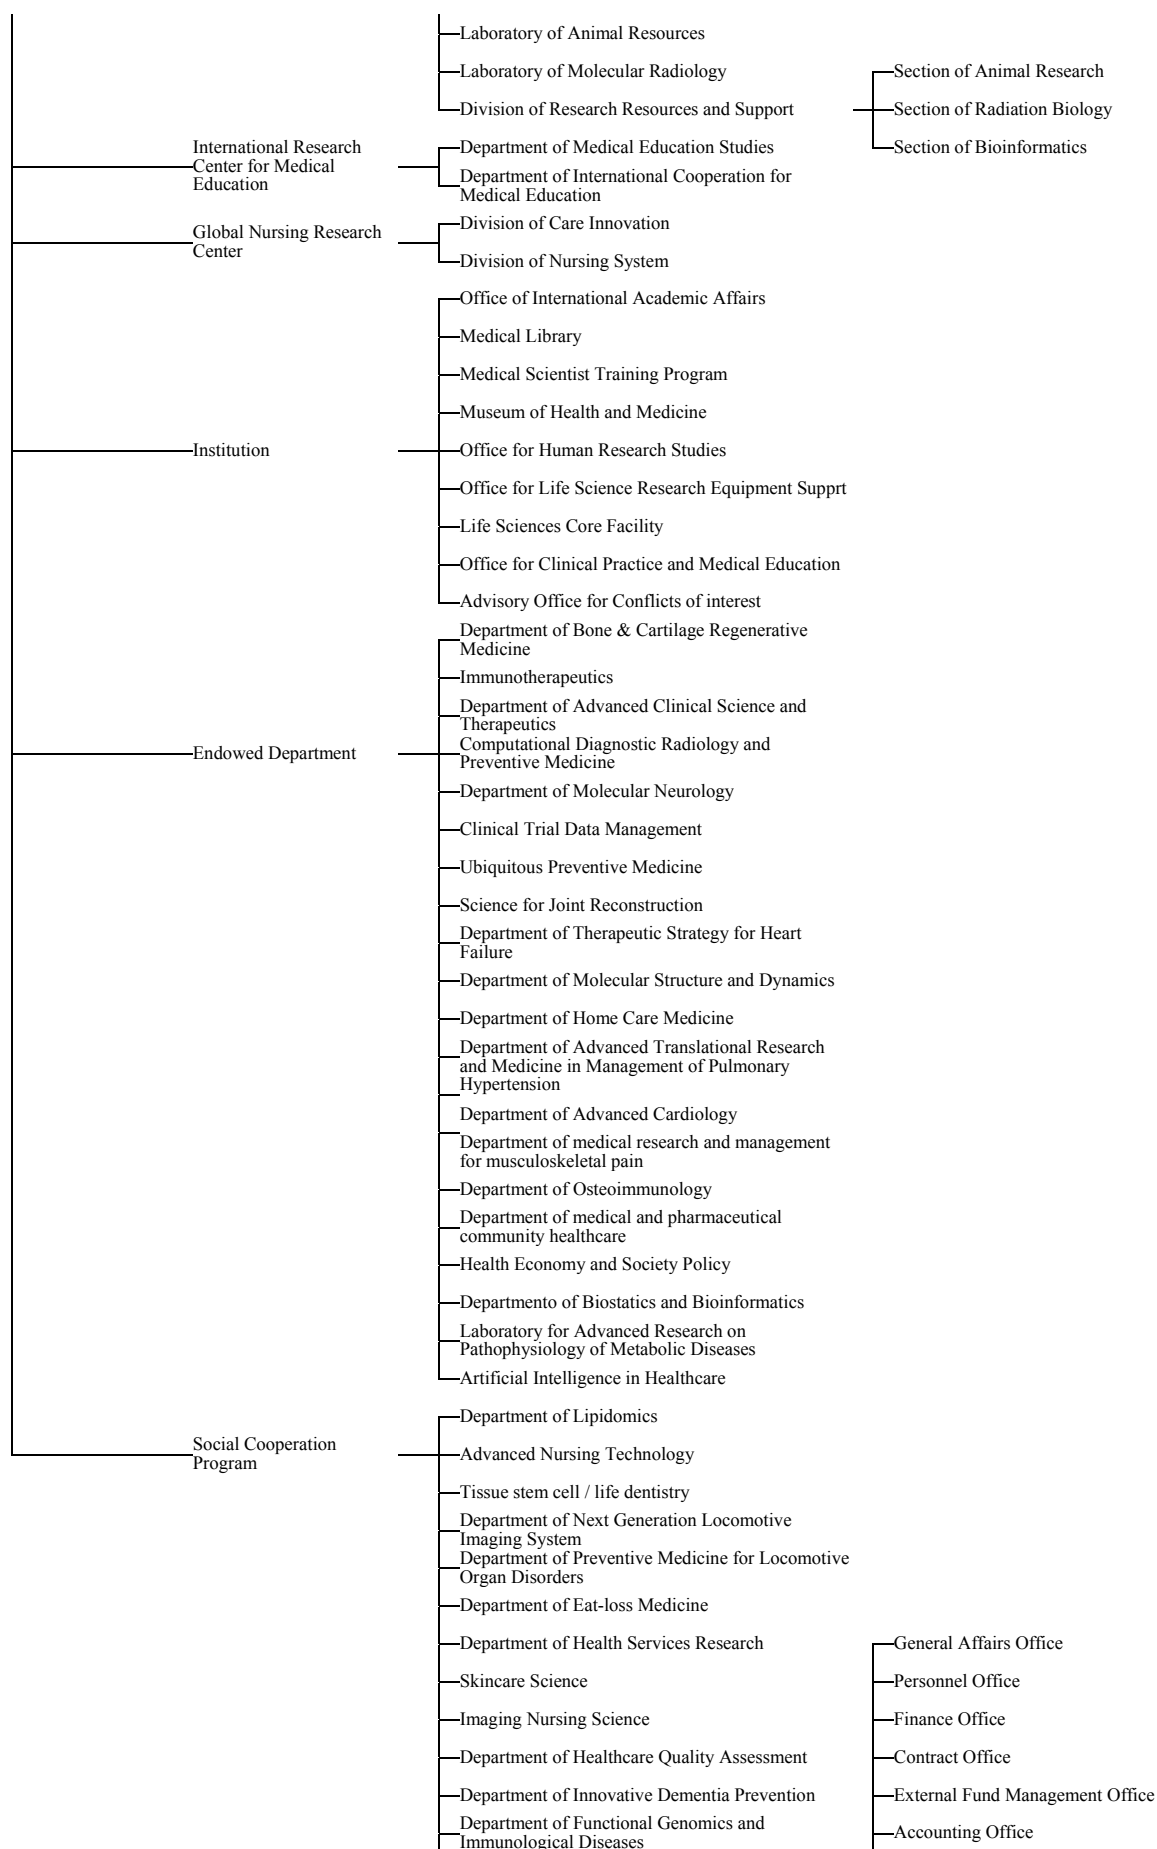 Laboratory of Animal Resources
Laboratory of Molecular Radiology
Section of Animal Research
Division of Research Resources and Support
Section of Radiation Biology
Section of Bioinformatics
International Research
Center for Medical
Education
Department of Medical Education Studies
Department of International Cooperation for
Medical Education
Global Nursing Research
Center
Division of Care Innovation
Division of Nursing System
Office of International Academic Affairs
Medical Library
Medical Scientist Training Program
Museum of Health and Medicine
Institution
Office for Human Research Studies
Office for Life Science Research Equipment Supprt
Life Sciences Core Facility
Office for Clinical Practice and Medical Education
Advisory Office for Conflicts of interest
Department of Bone & Cartilage Regenerative
Medicine
Immunotherapeutics
Department of Advanced Clinical Science and
Therapeutics
Endowed Department
Computational Diagnostic Radiology and
Preventive Medicine
Department of Molecular Neurology
Clinical Trial Data Management
Ubiquitous Preventive Medicine
Science for Joint Reconstruction
Department of Therapeutic Strategy for Heart
Failure
Department of Molecular Structure and Dynamics
Department of Home Care Medicine
Department of Advanced Translational Research
and Medicine in Management of Pulmonary
Hypertension
Department of Advanced Cardiology
Department of medical research and management
for musculoskeletal pain
Department of Osteoimmunology
Department of medical and pharmaceutical
community healthcare
Health Economy and Society Policy
Departmento of Biostatics and Bioinformatics
Laboratory for Advanced Research on
Pathophysiology of Metabolic Diseases
Artificial Intelligence in Healthcare
Social Cooperation
Program
Department of Lipidomics
Advanced Nursing Technology
Tissue stem cell / life dentistry
Department of Next Generation Locomotive
Imaging System
Department of Preventive Medicine for Locomotive
Organ Disorders
Department of Eat-loss Medicine
Department of Health Services Research
Skincare Science
Imaging Nursing Science
Department of Healthcare Quality Assessment
Department of Innovative Dementia Prevention
Department of Functional Genomics and
Immunological Diseases
General Affairs Office
Personnel Office
Finance Office
Contract Office
External Fund Management Office
Accounting Office